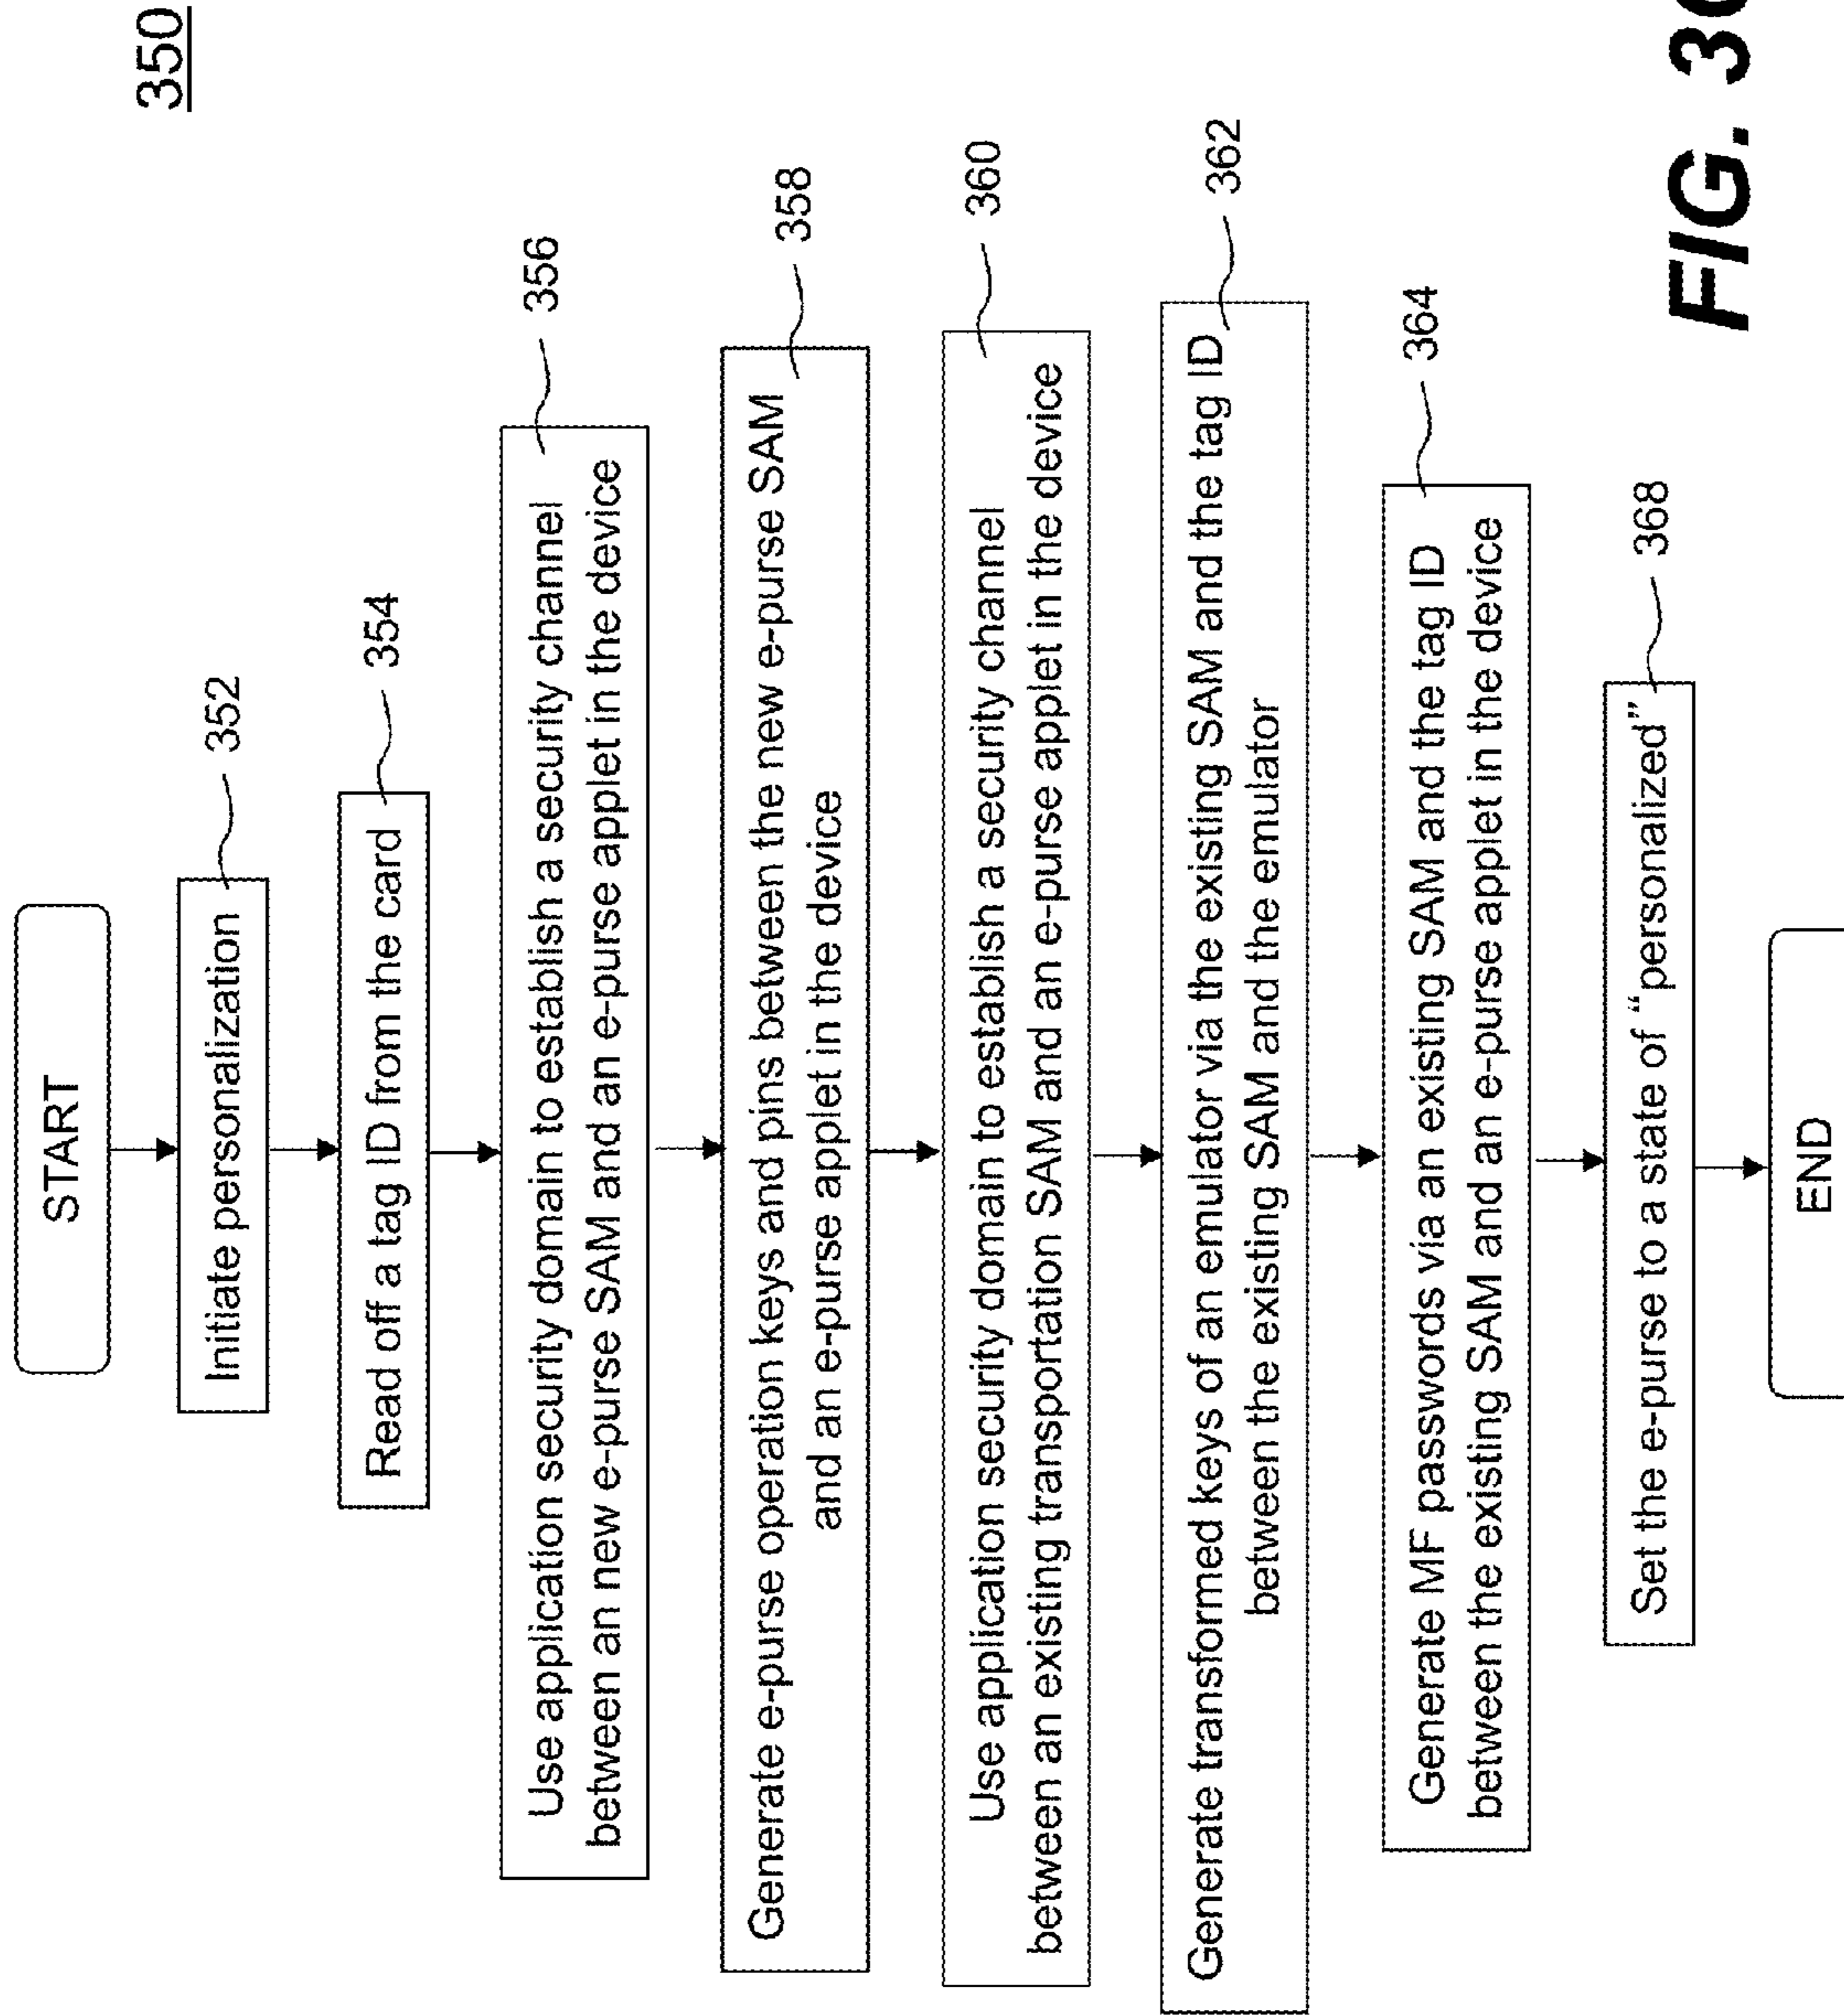 350
START
Initiate personalization
352
Read off a tag ID from the card
354
Use application security domain to establish a security channel
between an new e-purse SAM and an e-purse applet in the device
356
Generate e-purse operation keys and pins between the new e-purse SAM
and an e-purse applet in the device
358
Use application security domain to establish a security channel
between an existing transportation SAM and an e-purse applet in the device
360
Generate transformed keys of an emulator via the existing SAM and the tag ID
between the existing SAM and the emulator
362
Generate MF passwords via an existing SAM and the tag ID
between the existing SAM and an e-purse applet in the device
364
Set the e-purse to a state of “personalized”
368
END
FIG.